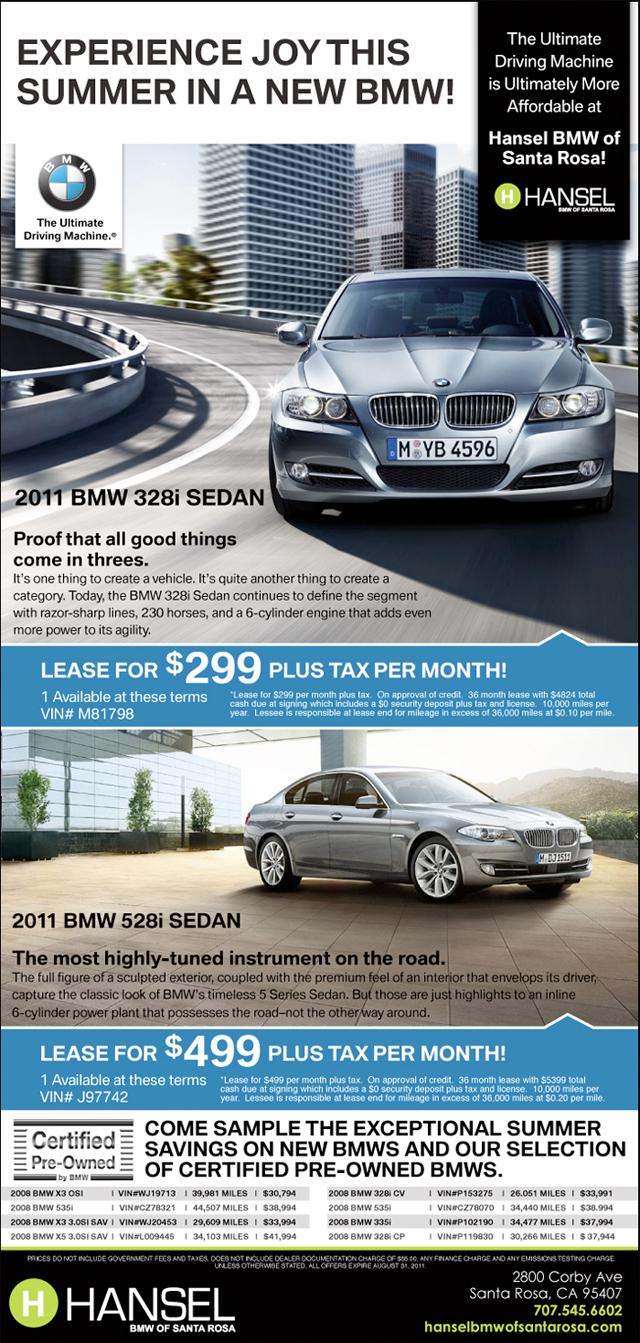 EXPERIENCE JOY THIS
SUMMER IN A NEW BMW!
The Ultimate
Driving Machine
is Ultimately More
Affordable at
Hansel BMW of
Santa Rosa!
H HANSEL
BMW OF SANTA ROSA
BMW
The Ultimate
Driving Machine.®
M YB 4596
2011 BMW 328i SEDAN
Proof that all good things
come in threes.
It's one thing to create a vehicle. It's quite another thing to create a
category. Today, the BMW 328i Sedan continues to define the segment
with razor-sharp lines, 230 horses, and a 6-cylinder engine that adds even
more power to its agility.
LEASE FOR $299 PLUS TAX PER MONTH!
1 Available at these terms
VIN# M81798
*Lease for $299 per month plus tax. On approval of credit. 36 month lease with $4824 total
cash due at signing which includes a $0 security deposit plus tax and license. 10,000 miles per
year. Lessee is responsible at lease end for mileage in excess of 36,000 miles at $0.10 per mile.
2011 BMW 528i SEDAN
The most highly-tuned instrument on the road.
The full figure of a sculpted exterior, coupled with the premium feel of an interior that envelops its driver,
capture the classic look of BMW's timeless 5 Series Sedan. But those are just highlights to an inline
6-cylinder power plant that possesses the road–not the other way around.
LEASE FOR $499 PLUS TAX PER MONTH!
1 Available at these terms
VIN# J97742
*Lease for $499 per month plus tax. On approval of credit. 36 month lease with $5399 total
cash due at signing which includes a $0 security deposit plus tax and license. 10,000 miles per
year. Lessee is responsible at lease end for mileage in excess of 36,000 miles at $0.20 per mile.
Certified
Pre-Owned
by BMW
COME SAMPLE THE EXCEPTIONAL SUMMER
SAVINGS ON NEW BMWS AND OUR SELECTION
OF CERTIFIED PRE-OWNED BMWS.
2008 BMW X3 OSI | VIN#WJ19713 | 39,981 MILES | $30,794
2008 BMW 535i | VIN#CZ78321 | 44,507 MILES | $38,994
2008 BMW X3 3.0SI SAV | VIN#WJ20453 | 29,609 MILES | $33,994
2008 BMW X5 3.0SI SAV | VIN#L009445 | 34,103 MILES | $41,994
2008 BMW 328i CV | VIN#P153275 | 26.051 MILES | $33,991
2008 BMW 535i | VIN#CZ78070 | 34,440 MILES | $38.994
2008 BMW 335i | VIN#P102190 | 34,477 MILES | $37,994
2008 BMW 328i CP | VIN#P119830 | 30,266 MILES | $ 37,944
PRICES DO NOT INCLUDE GOVERNMENT FEES AND TAXES, DOES NOT INCLUDE DEALER DOCUMENTATION CHARGE OF $55.00, ANY FINANCE CHARGE AND ANY EMISSIONS TESTING CHARGE.
UNLESS OTHERWISE STATED, ALL OFFERS EXPIRE AUGUST 31, 2011.
H HANSEL
BMW OF SANTA ROSA
2800 Corby Ave
Santa Rosa, CA 95407
707.545.6602
hanselbmwofsantarosa.com